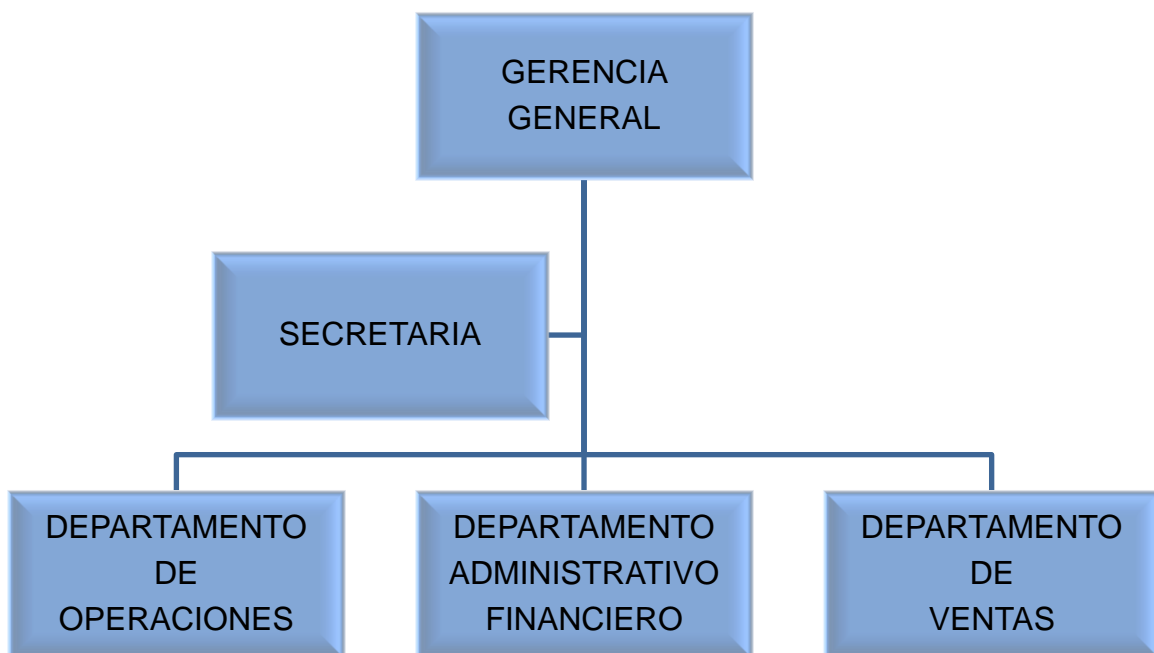 GERENCIA
GENERAL
SECRETARIA
DEPARTAMENTO
DE
OPERACIONES
DEPARTAMENTO
ADMINISTRATIVO
FINANCIERO
DEPARTAMENTO
DE
VENTAS